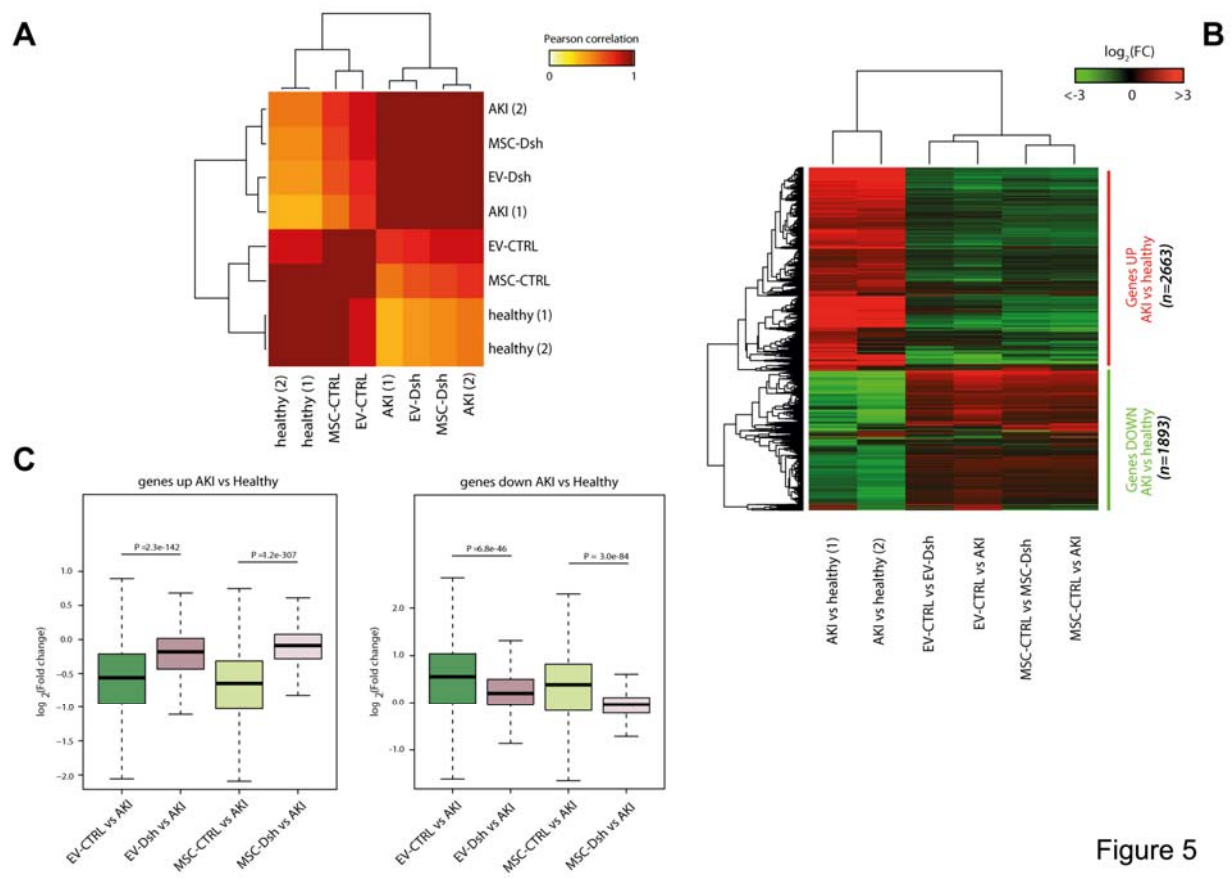 A
Pearson correlation
0 1
AKI (2)
MSC-Dsh
EV-Dsh
AKI (1)
EV-CTRL
MSC-CTRL
healthy (1)
healthy (2)
healthy (2)
healthy (1)
MSC-CTRL
EV-CTRL
AKI (1)
EV-Dsh
MSC-Dsh
AKI (2)
B
log2(FC)
<-3 0 >3
Genes UP
AKI vs healthy
(n=2663)
Genes DOWN
AKI vs healthy
(n=1893)
AKI vs healthy (1)
AKI vs healthy (2)
EV-CTRL vs EV-Dsh
EV-CTRL vs AKI
MSC-CTRL vs MSC-Dsh
MSC-CTRL vs AKI
C
genes up AKI vs Healthy
P =2.3e-142
P =1.2e-307
1.0
0.5
0.0
−0.5
−1.0
−1.5
−2.0
log 2(Fold change)
EV-CTRL vs AKI
EV-Dsh vs AKI
MSC-CTRL vs AKI
MSC-Dsh vs AKI
genes down AKI vs Healthy
P =6.8e-46
P = 3.0e-84
2.0
1.0
0.0
−1.0
log 2(Fold change)
EV-CTRL vs AKI
EV-Dsh vs AKI
MSC-CTRL vs AKI
MSC-Dsh vs AKI
Figure 5